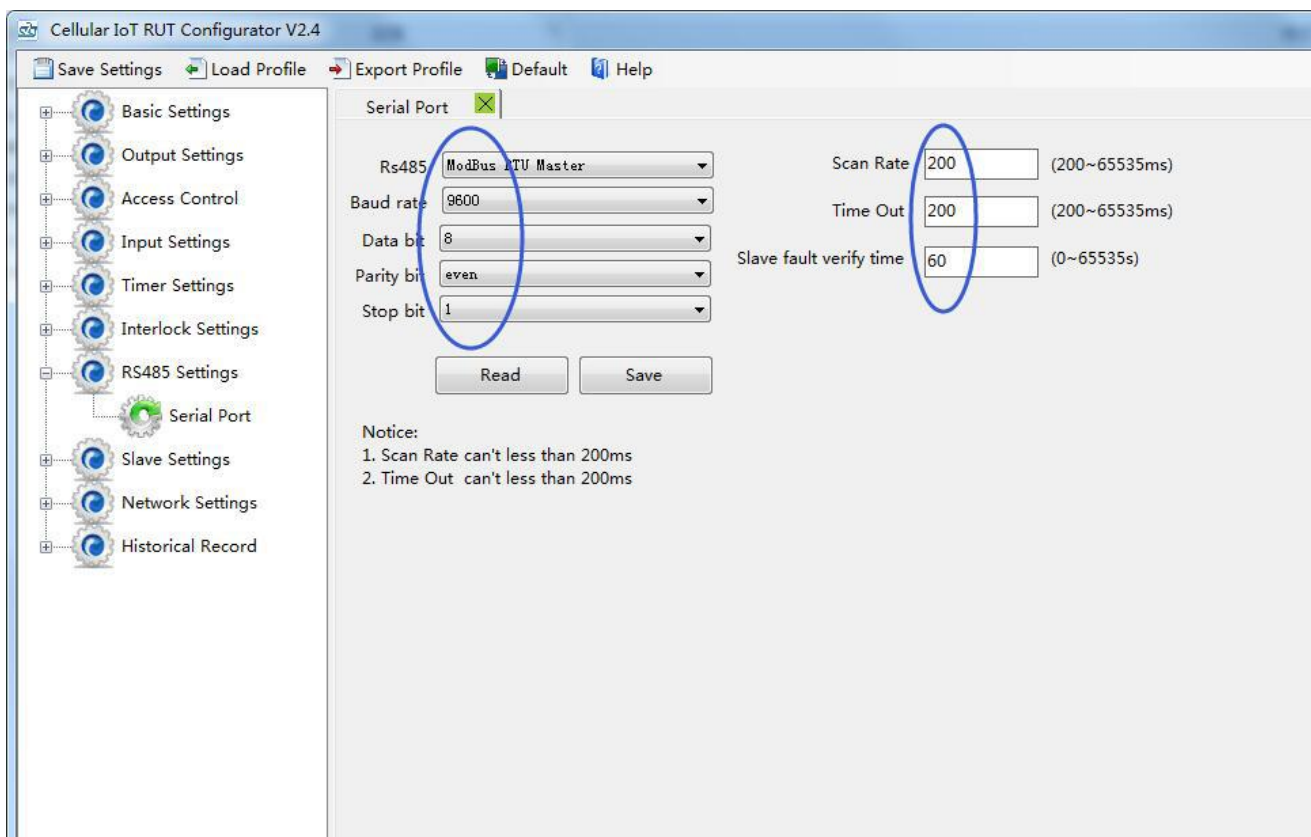 Cellular IoT RUT Configurator V2.4
Save Settings Load Profile Export Profile Default Help
Basic Settings
Output Settings
Access Control
Input Settings
Timer Settings
Interlock Settings
RS485 Settings
Serial Port
Slave Settings
Network Settings
Historical Record
Serial Port
Rs485 ModBus RTU Master
Baud rate 9600
Data bit 8
Parity bit even
Stop bit 1
Read Save
Scan Rate 200 (200~65535ms)
Time Out 200 (200~65535ms)
Slave fault verify time 60 (0~65535s)
Notice:
1. Scan Rate can't less than 200ms
2. Time Out can't less than 200ms